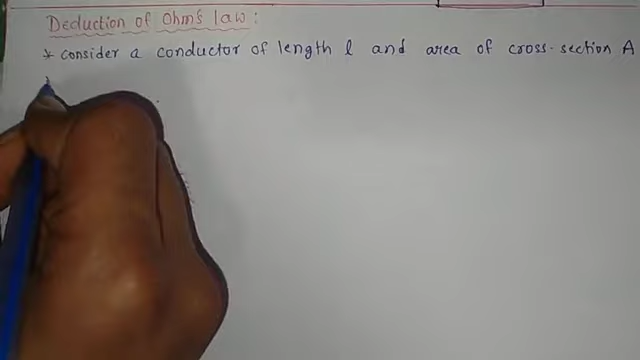 Deduction of Ohm's law :
* consider a conductor of length l and area of cross-section A